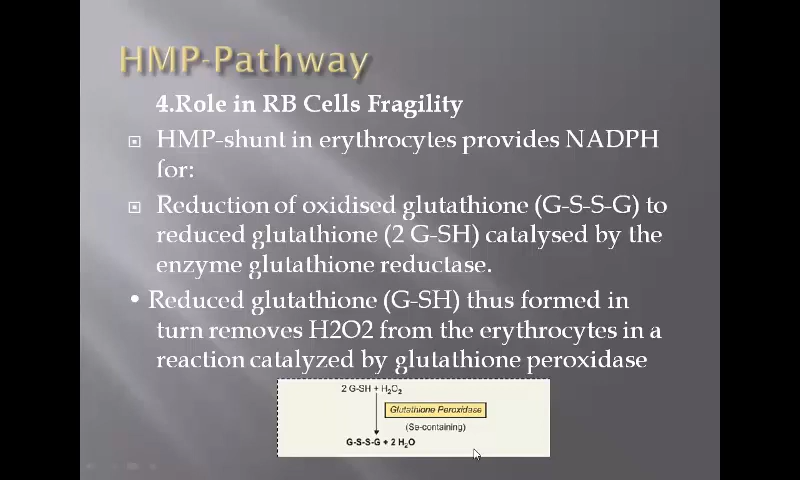 HMP-Pathway
4.Role in RB Cells Fragility
HMP-shunt in erythrocytes provides NADPH
for:
Reduction of oxidised glutathione (G-S-S-G) to
reduced glutathione (2 G-SH) catalysed by the
enzyme glutathione reductase.
• Reduced glutathione (G-SH) thus formed in
turn removes H2O2 from the erythrocytes in a
reaction catalyzed by glutathione peroxidase
2 G-SH + H₂O₂
Glutathione Peroxidase
(Se-containing)
G-S-S-G + 2 H₂O